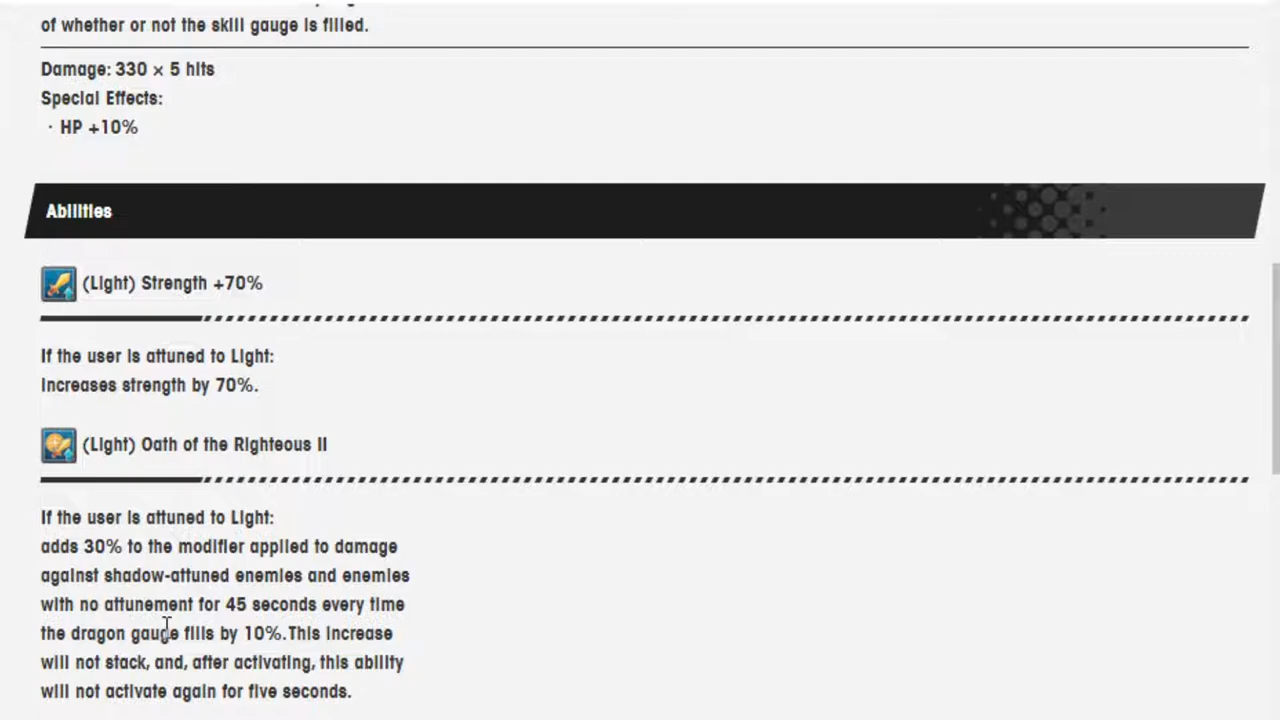 of whether or not the skill gauge is filled.
Damage: 330 × 5 hits
Special Effects:
· HP +10%
Abilities
(Light) Strength +70%
If the user is attuned to Light:
Increases strength by 70%.
(Light) Oath of the Righteous II
If the user is attuned to Light:
adds 30% to the modifier applied to damage
against shadow-attuned enemies and enemies
with no attunement for 45 seconds every time
the dragon gauge fills by 10%.This increase
will not stack, and, after activating, this ability
will not activate again for five seconds.